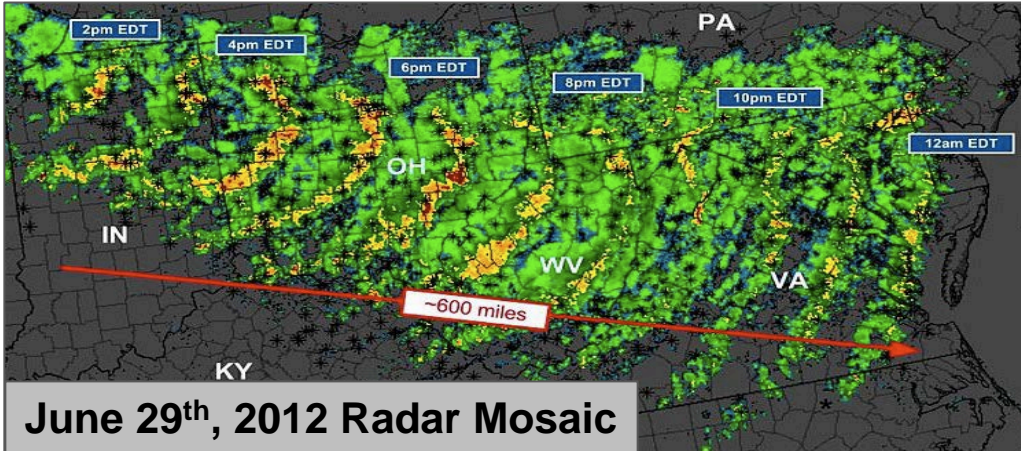 2pm EDT
4pm EDT
6pm EDT
8pm EDT
10pm EDT
12am EDT
PA
OH
IN
WV
VA
~600 miles
KY
June 29th, 2012 Radar Mosaic